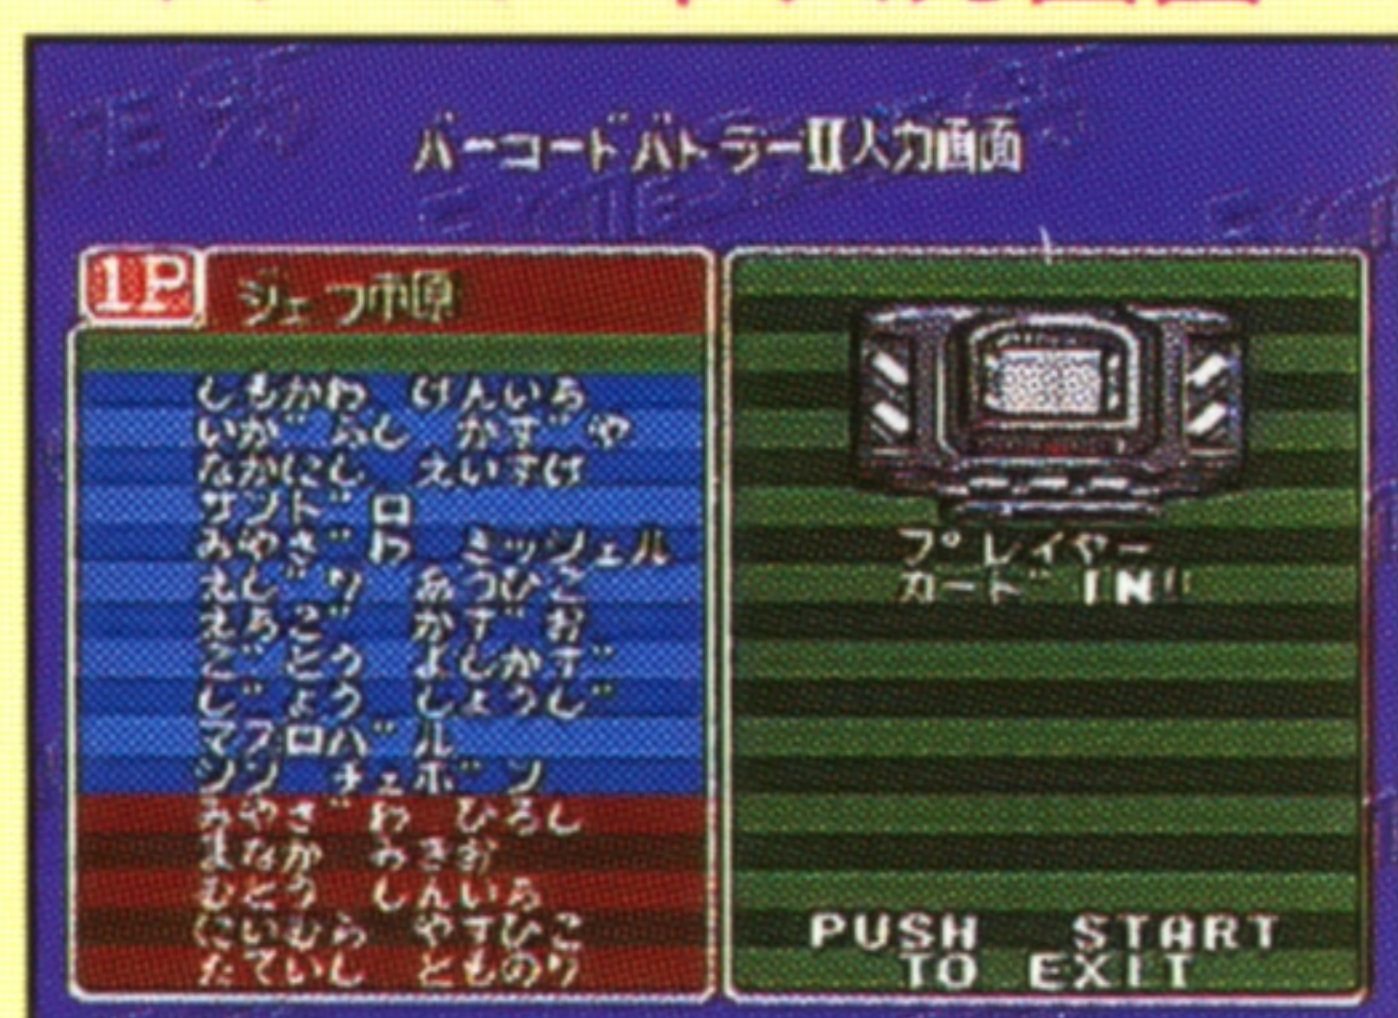 バーコードバトラーⅡ入力画面
1P ジェフ市原
しもかわ けんいち
いがらし かずや
なかにし えいすけ
サンドロ
みやざわ ミッシェル
えじり あつひこ
えちご かずお
ごとう よしかず
じょう しょうじ
マスロバル
シン チェボン
みやざわ ひろし
まなか みきお
むとう しんいち
にいむら やすひこ
たていし とものり
プレイヤー
カード IN!!
PUSH START
TO EXIT